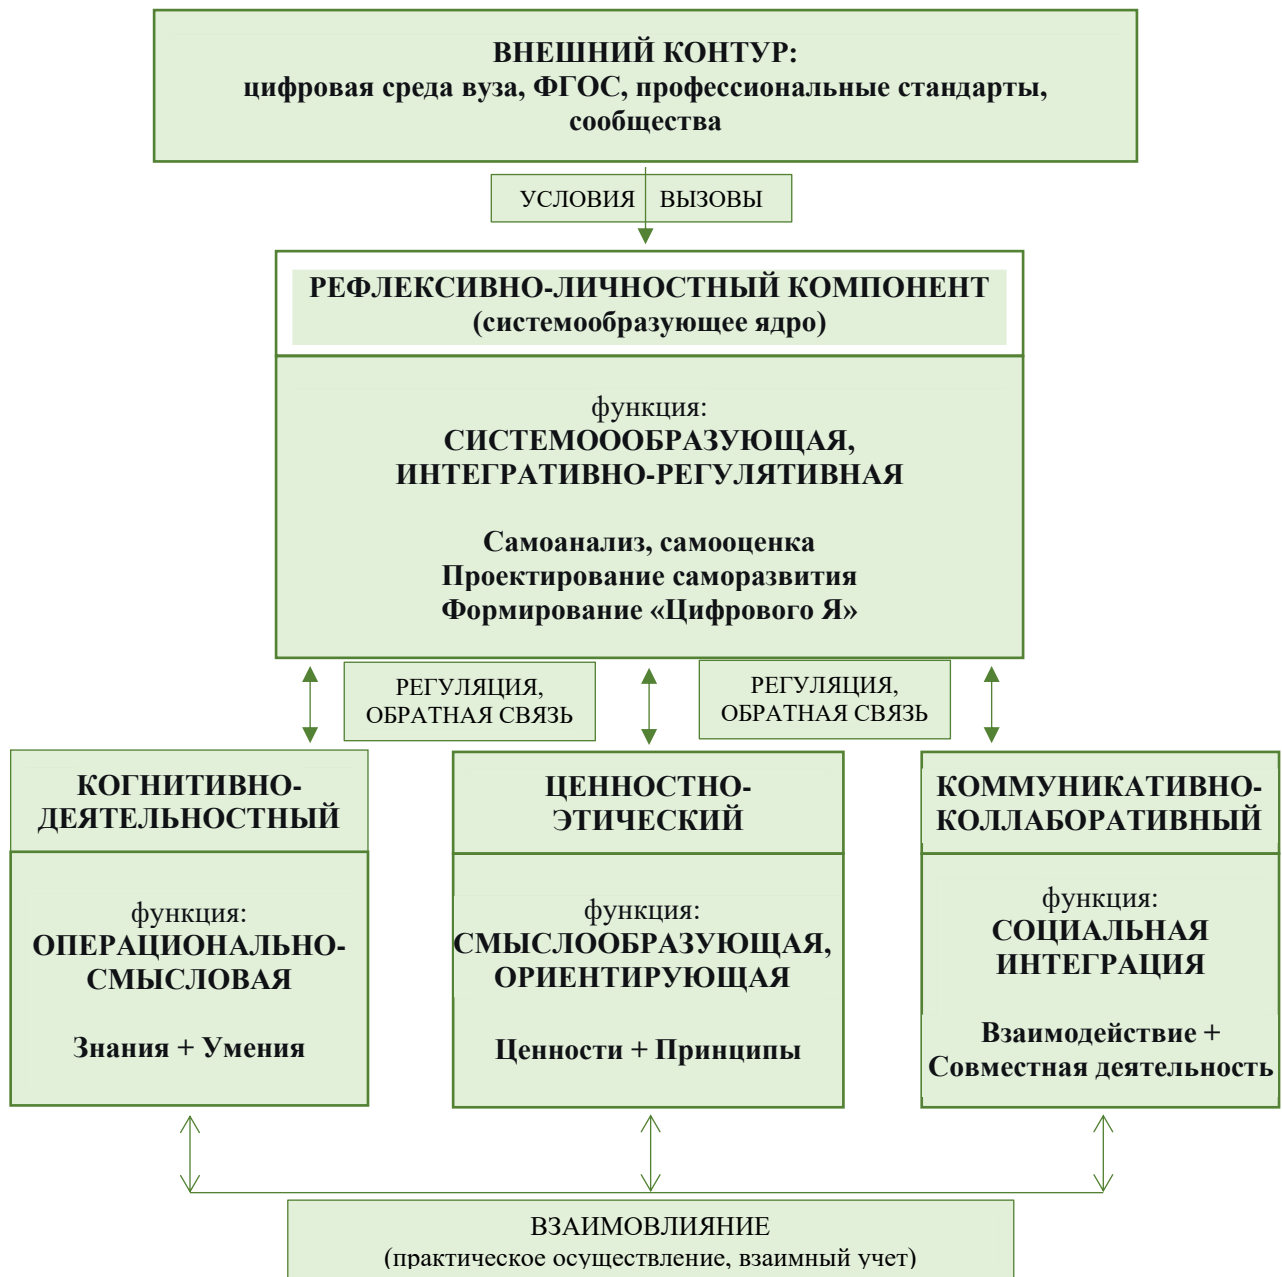 ВНЕШНИЙ КОНТУР:
цифровая среда вуза, ФГОС, профессиональные стандарты,
сообщества
УСЛОВИЯ ВЫЗОВЫ
РЕФЛЕКСИВНО-ЛИЧНОСТНЫЙ КОМПОНЕНТ
(системообразующее ядро)
функция:
СИСТЕМОООБРАЗУЮЩАЯ,
ИНТЕГРАТИВНО-РЕГУЛЯТИВНАЯ
Самоанализ, самооценка
Проектирование саморазвития
Формирование «Цифрового Я»
РЕГУЛЯЦИЯ,
ОБРАТНАЯ СВЯЗЬ
РЕГУЛЯЦИЯ,
ОБРАТНАЯ СВЯЗЬ
КОГНИТИВНО-
ДЕЯТЕЛЬНОСТНЫЙ
функция:
ОПЕРАЦИОНАЛЬНО-
СМЫСЛОВАЯ
Знания + Умения
ЦЕННОСТНО-
ЭТИЧЕСКИЙ
функция:
СМЫСЛООБРАЗУЮЩАЯ,
ОРИЕНТИРУЮЩАЯ
Ценности + Принципы
КОММУНИКАТИВНО-
КОЛЛАБОРАТИВНЫЙ
функция:
СОЦИАЛЬНАЯ
ИНТЕГРАЦИЯ
Взаимодействие +
Совместная деятельность
ВЗАИМОВЛИЯНИЕ
(практическое осуществление, взаимный учет)